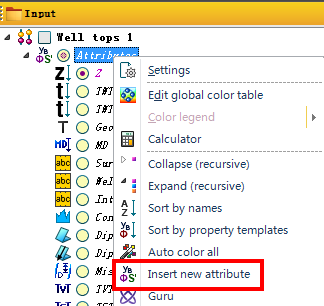 Input
Well tops 1
Attributes
Settings
Z
Edit global color table
TWT
Color legend
TWT
Calculator
Geo
MD
Collapse (recursive)
Sur
Expand (recursive)
Wel
Sort by names
Int
Sort by property templates
Con
Dip
Auto color all
Dip
Insert new attribute
Mis
Guru